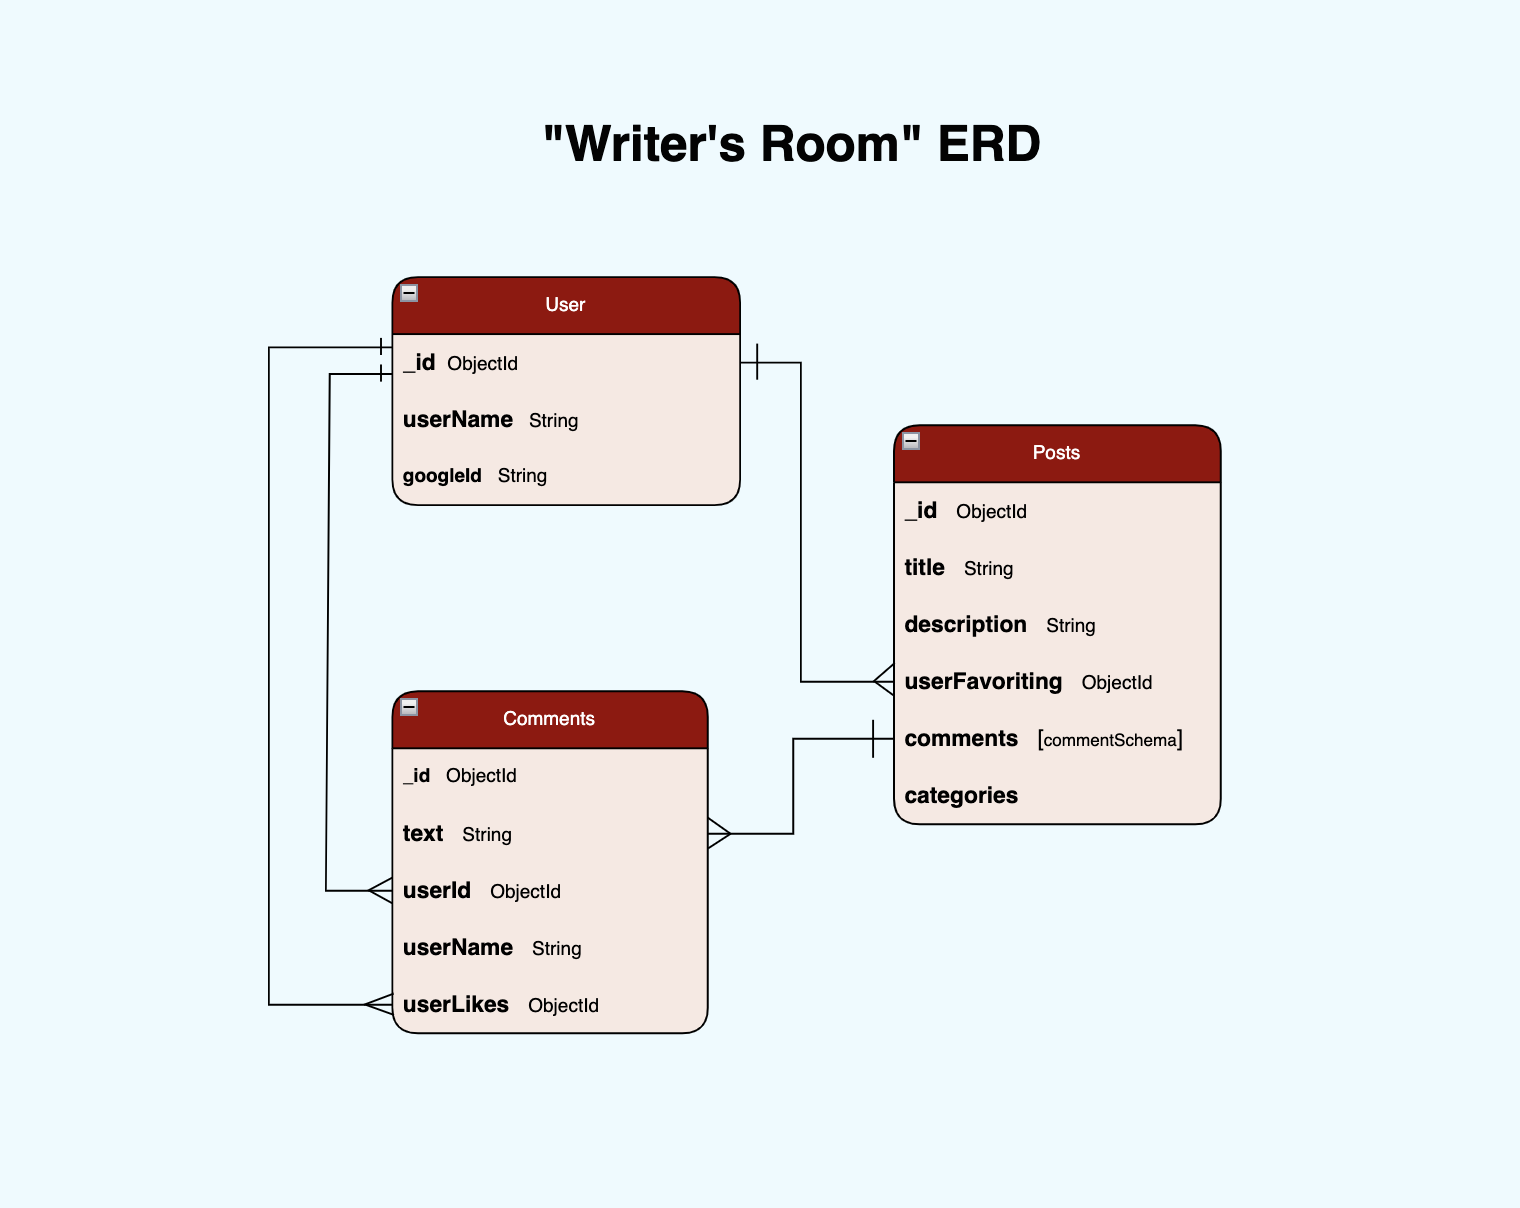 "Writer's Room" ERD
User
_id ObjectId
userName String
googleId String
Posts
_id ObjectId
title String
description String
userFavoriting ObjectId
comments [commentSchema]
categories
Comments
_id ObjectId
text String
userId ObjectId
userName String
userLikes ObjectId